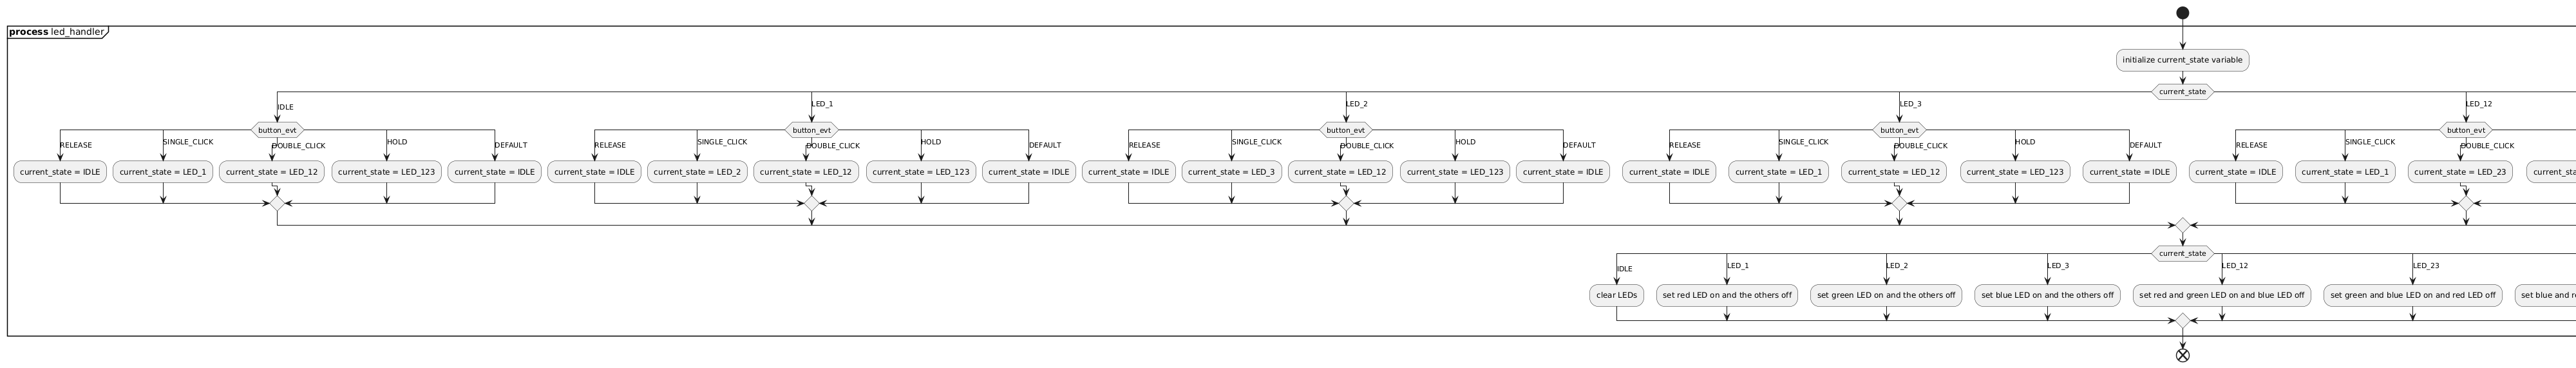 process led_handler
initialize current_state variable
current_state
IDLE
LED_1
LED_2
LED_3
LED_12
button_evt
button_evt
button_evt
button_evt
button_evt
RELEASE
SINGLE_CLICK
DOUBLE_CLICK
HOLD
DEFAULT
RELEASE
SINGLE_CLICK
DOUBLE_CLICK
HOLD
DEFAULT
RELEASE
SINGLE_CLICK
DOUBLE_CLICK
HOLD
DEFAULT
RELEASE
SINGLE_CLICK
DOUBLE_CLICK
HOLD
DEFAULT
RELEASE
SINGLE_CLICK
DOUBLE_CLICK
current_state = IDLE
current_state = LED_1
current_state = LED_12
current_state = LED_123
current_state = IDLE
current_state = IDLE
current_state = LED_2
current_state = LED_12
current_state = LED_123
current_state = IDLE
current_state = IDLE
current_state = LED_3
current_state = LED_12
current_state = LED_123
current_state = IDLE
current_state = IDLE
current_state = LED_1
current_state = LED_12
current_state = LED_123
current_state = IDLE
current_state = IDLE
current_state = LED_1
current_state = LED_23
current_state
IDLE
LED_1
LED_2
LED_3
LED_12
LED_23
clear LEDs
set red LED on and the others off
set green LED on and the others off
set blue LED on and the others off
set red and green LED on and blue LED off
set green and blue LED on and red LED off
set blue and